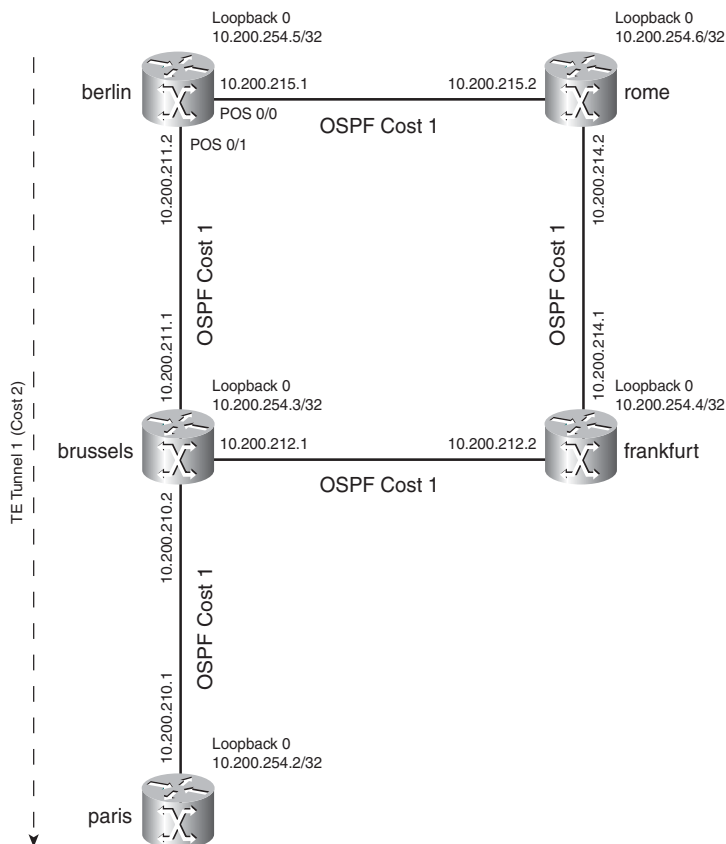 Loopback 0
10.200.254.5/32
Loopback 0
10.200.254.6/32
berlin
10.200.215.1
10.200.215.2
rome
POS 0/0
OSPF Cost 1
POS 0/1
10.200.211.2
10.200.214.2
OSPF Cost 1
OSPF Cost 1
10.200.211.1
10.200.214.1
TE Tunnel 1 (Cost 2)
Loopback 0
10.200.254.3/32
Loopback 0
10.200.254.4/32
brussels
10.200.212.1
10.200.212.2
frankfurt
OSPF Cost 1
10.200.210.2
OSPF Cost 1
10.200.210.1
Loopback 0
10.200.254.2/32
paris